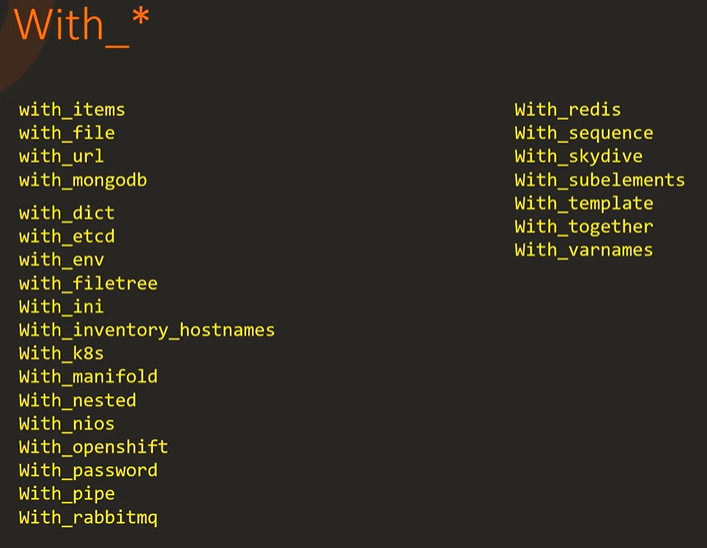 With_*
with_items
with_file
with_url
with_mongodb
with_dict
with_etcd
with_env
with_filetree
With_ini
With_inventory_hostnames
With_k8s
With_manifold
With_nested
With_nios
With_openshift
With_password
With_pipe
With_rabbitmq
With_redis
With_sequence
With_skydive
With_subelements
With_template
With_together
With_varnames